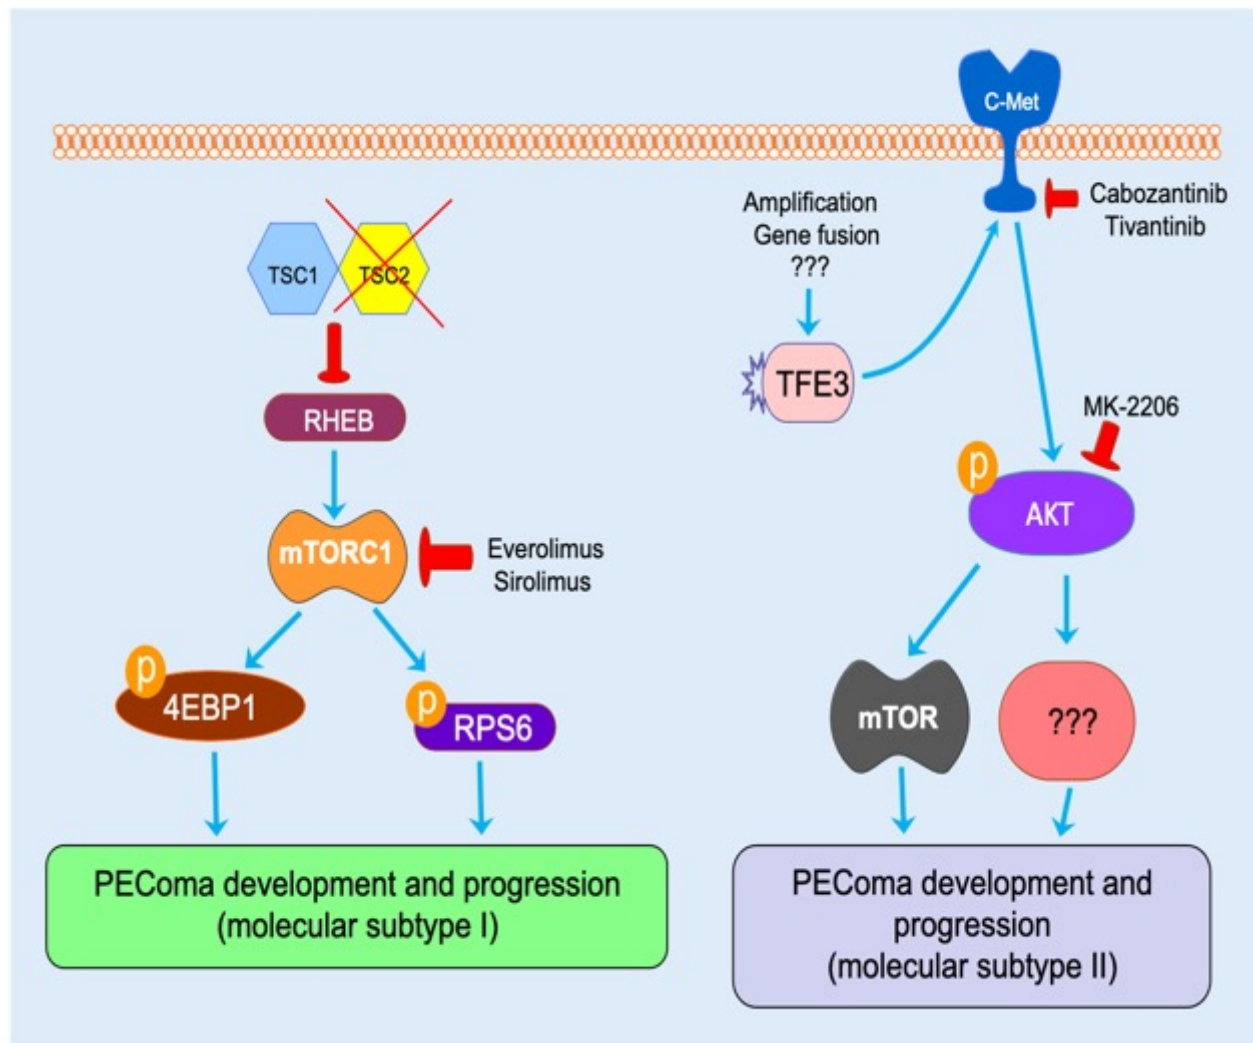 C-Met
Cabozantinib
Tivantinib
Amplification
Gene fusion
???
TSC1
TSC2
TFE3
RHEB
MK-2206
p
AKT
mTORC1
Everolimus
Sirolimus
p
4EBP1
p
RPS6
mTOR
???
PEComa development and progression
(molecular subtype I)
PEComa development and
progression
(molecular subtype II)